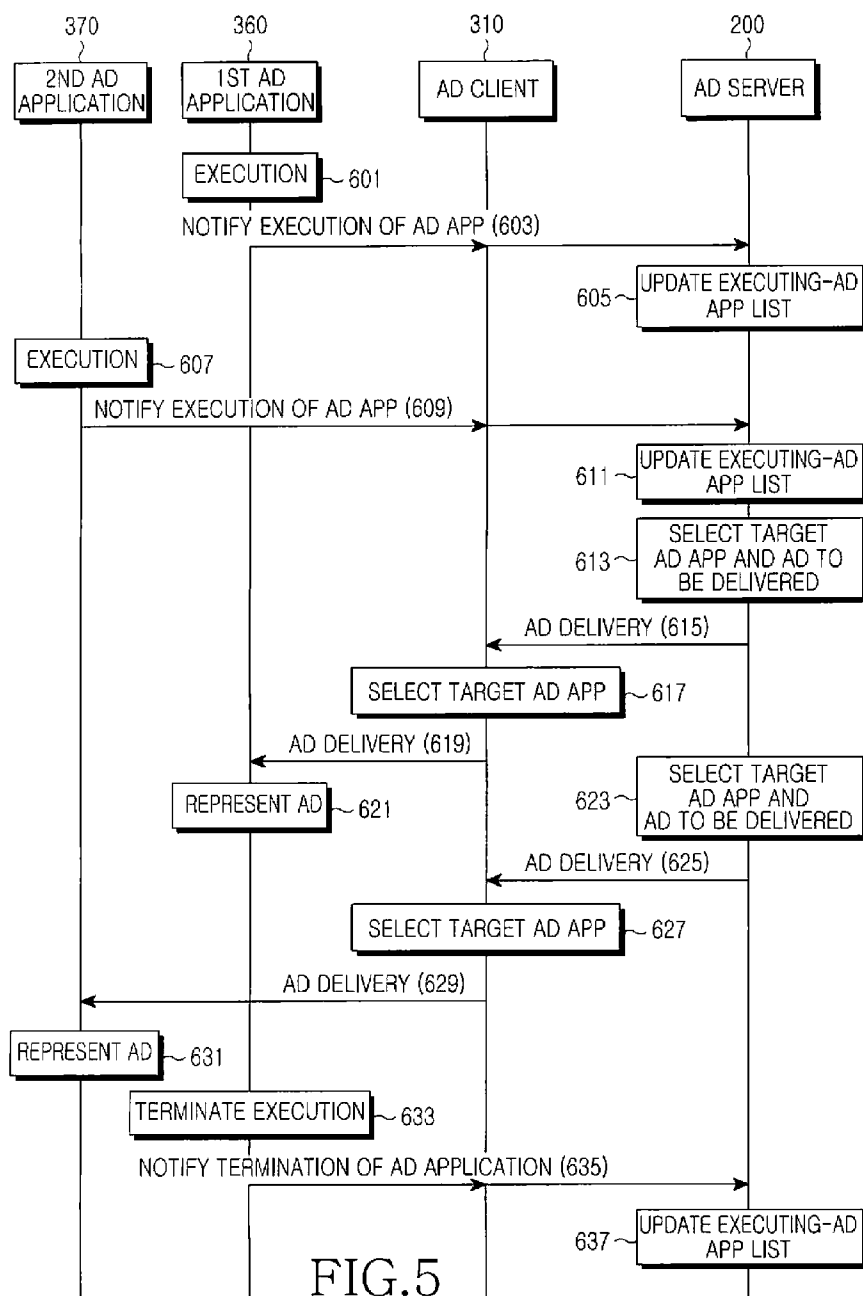 370
360
310
200
2ND AD
APPLICATION
1ST AD
APPLICATION
AD CLIENT
AD SERVER
EXECUTION
601
NOTIFY EXECUTION OF AD APP (603)
605
UPDATE EXECUTING-AD
APP LIST
EXECUTION
607
NOTIFY EXECUTION OF AD APP (609)
611
UPDATE EXECUTING-AD
APP LIST
613
SELECT TARGET
AD APP AND AD TO
BE DELIVERED
AD DELIVERY (615)
SELECT TARGET AD APP
617
AD DELIVERY (619)
REPRESENT AD
621
623
SELECT TARGET
AD APP AND
AD TO BE DELIVERED
AD DELIVERY (625)
SELECT TARGET AD APP
627
AD DELIVERY (629)
REPRESENT AD
631
TERMINATE EXECUTION
633
NOTIFY TERMINATION OF AD APPLICATION (635)
637
UPDATE EXECUTING-AD
APP LIST
FIG.5